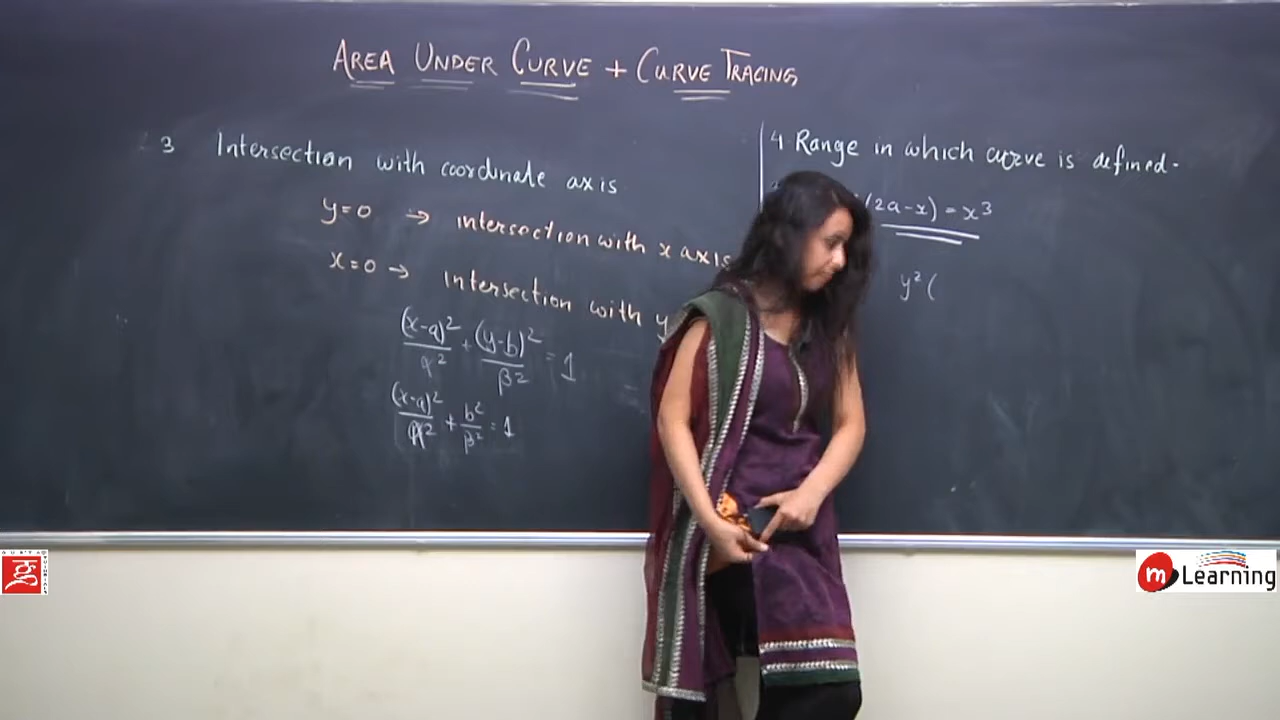 AREA UNDER CURVE + CURVE TRACING
3 Intersection with coordinate axis
y=0 → intersection with x axis
x=0 → Intersection with y
(x-a)²/α² + (y-b)²/β² = 1
(x-a)²/α² + b²/β² = 1
4. Range in which curve is defined.
(2a-x) = x³
y² (
GUPTA TUTORIALS
m Learning